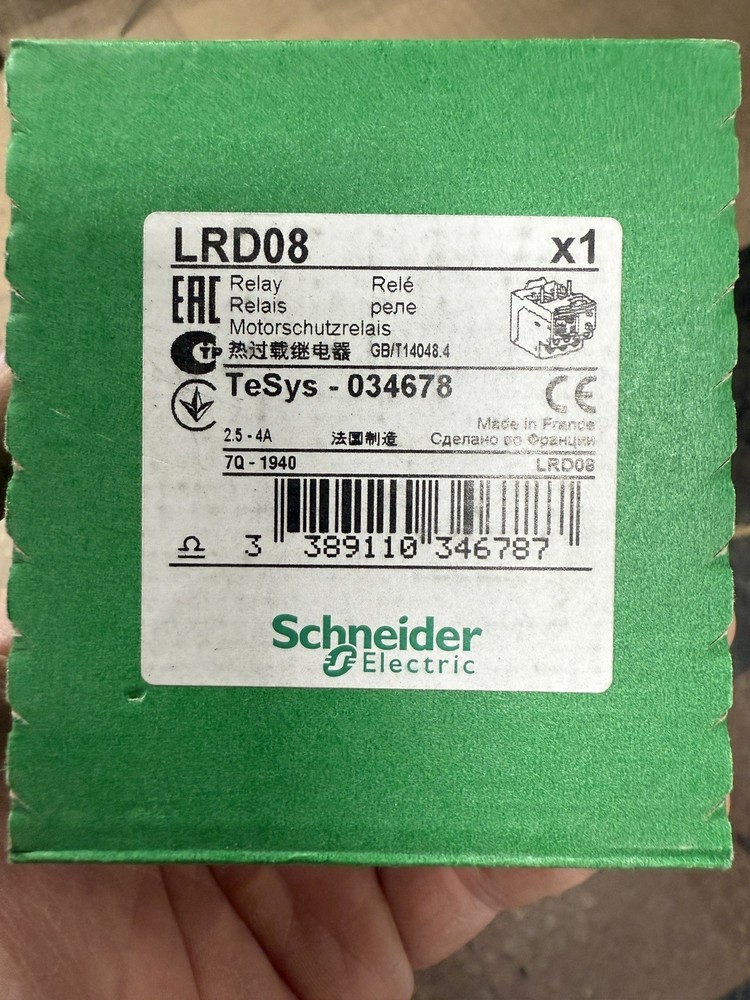 LRD08 x1
EAC Relay Relé
Relais реле
Motorschutzrelais
TP 热过载继电器 GB/T14048.4
TeSys - 034678 CE
Made in France
2.5 - 4A 法国制造 Сделано во Франции
7Q - 1940 LRD08
3 389110 346787
Schneider
Electric